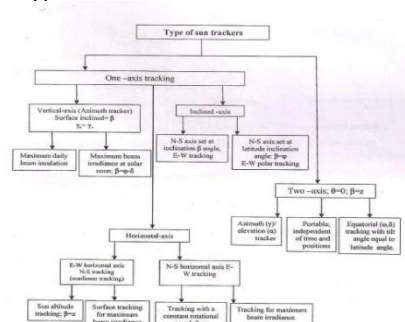 Type of sun trackers
One –axis tracking
Vertical-axis (Azimuth tracker)
Surface inclined= β
Inclined -axis
Maximum daily
beam insulation
Maximum beam
irradiance at solar
noon; β=φ-δ
N-S axis set at
inclination β angle,
E-W tracking
N-S axis set at
latitude inclination
angle: β=φ
E-W polar tracking
Two –axis; θ=0; β=z
Azimuth (γ)/
elevation (α)
tracker
Portable;
independent
of time and
positions
Equatorial (ω,δ)
tracking with tilt
angle equal to
latitude angle.
Horizontal-axis
E-W horizontal axis
N-S tracking
(nonlinear tracking)
N-S horizontal axis E-
W tracking
Sun altitude
tracking; β=z
Surface tracking
for maximum
beam irradiance
Tracking with a
constant rotational
Tracking for maximum
beam irradiance.